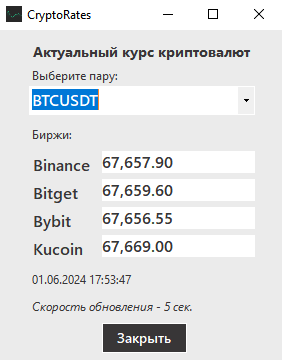 CryptoRates
Актуальный курс криптовалют
Выберите пару:
BTCUSDT
Биржи:
Binance 67,657.90
Bitget 67,659.60
Bybit 67,656.55
Kucoin 67,669.00
01.06.2024 17:53:47
Скорость обновления - 5 сек.
Закрыть